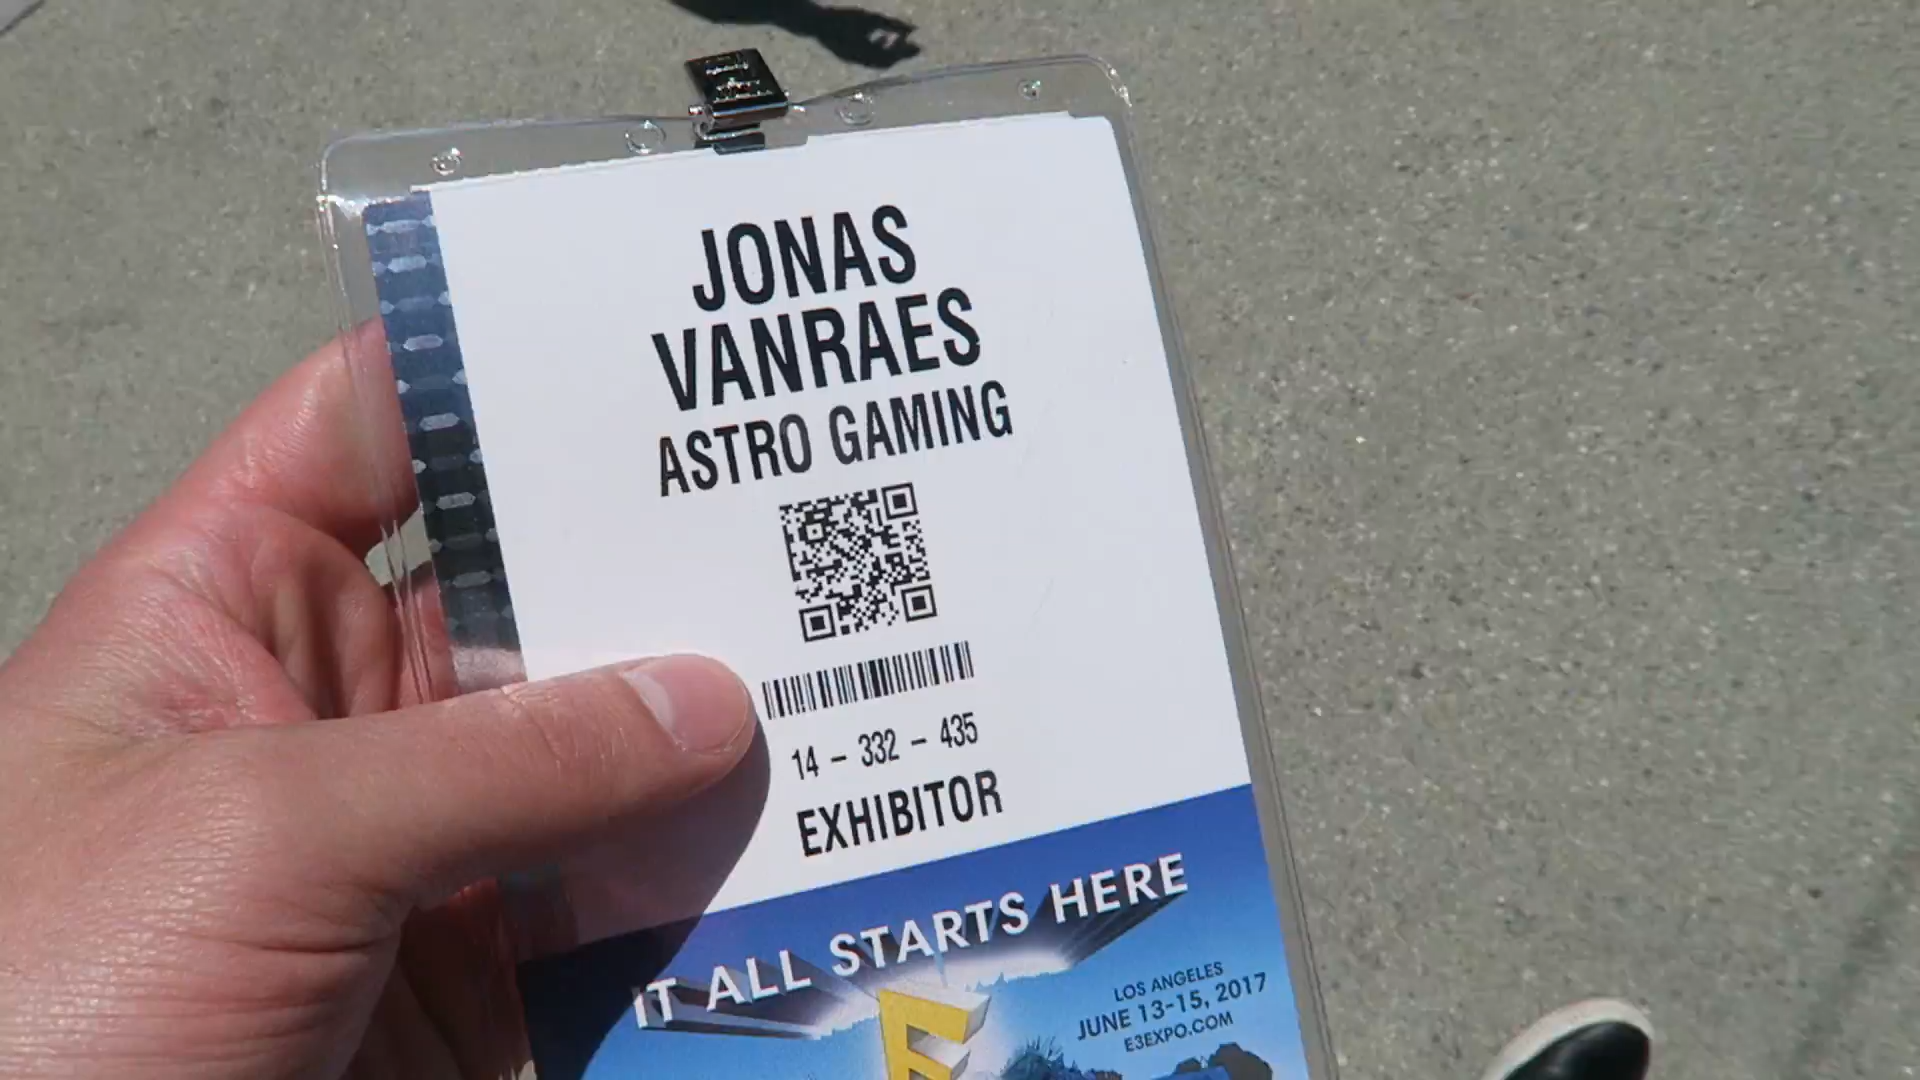 JONAS
VANRAES
ASTRO GAMING
14 - 332 - 435
EXHIBITOR
IT ALL STARTS HERE
LOS ANGELES
JUNE 13-15, 2017
E3EXPO.COM
E